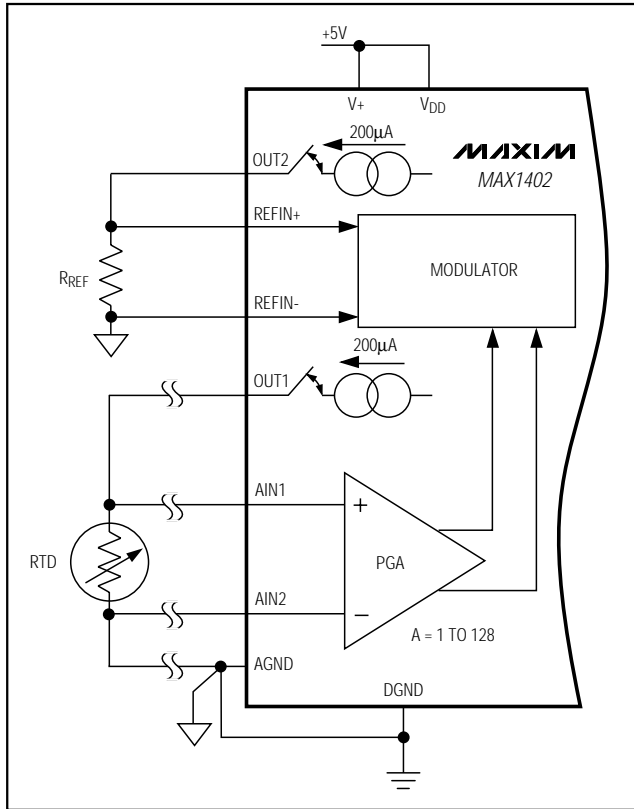 +5V
V+ VDD
200µA
OUT2
MAXIM
MAX1402
REFIN+
RREF
MODULATOR
REFIN-
200µA
OUT1
AIN1
+
RTD
PGA
AIN2
−
A = 1 TO 128
AGND
DGND